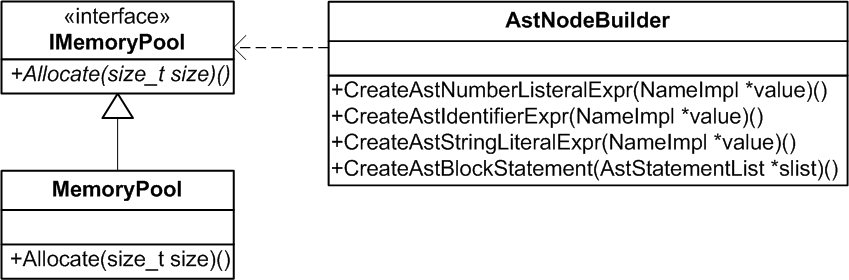 «interface»
IMemoryPool
+Allocate(size_t size)()
MemoryPool
+Allocate(size_t size)()
AstNodeBuilder
+CreateAstNumberListeralExpr(NameImpl *value)()
+CreateAstIdentifierExpr(NameImpl *value)()
+CreateAstStringLiteralExpr(NameImpl *value)()
+CreateAstBlockStatement(AstStatementList *slist)()